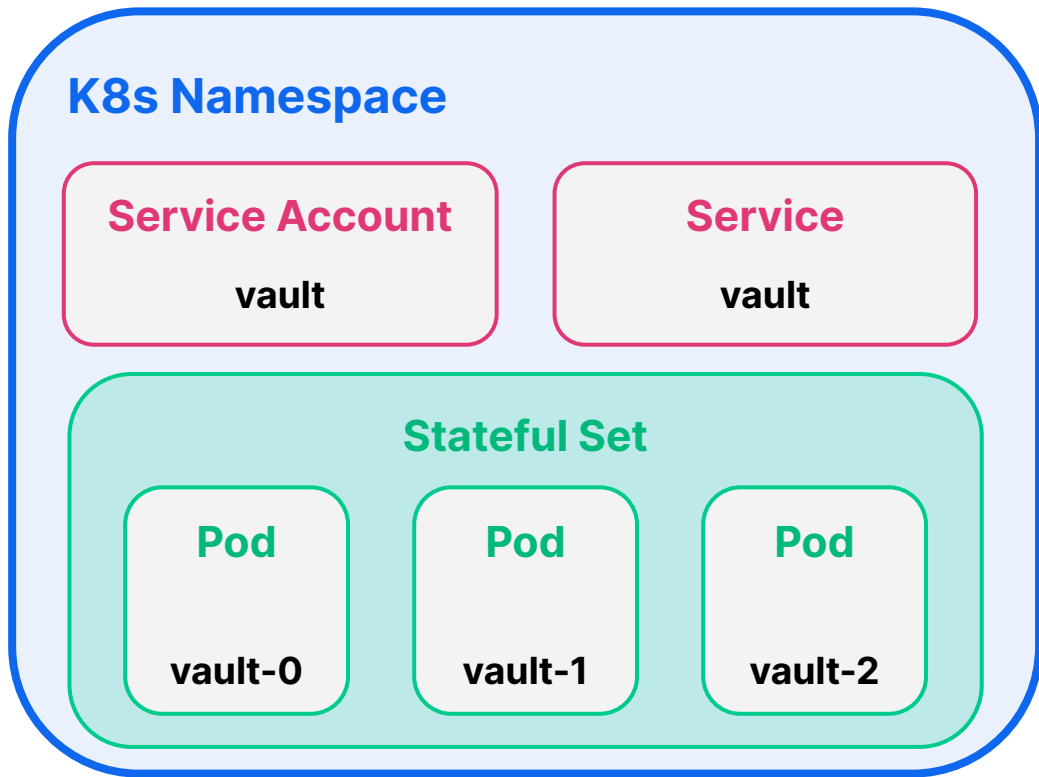 K8s Namespace
Service Account
vault
Service
vault
Stateful Set
Pod
vault-0
Pod
vault-1
Pod
vault-2